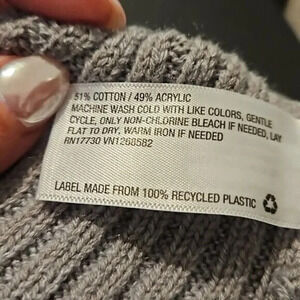 51% COTTON / 49% ACRYLIC
MACHINE WASH COLD WITH LIKE COLORS, GENTLE
CYCLE, ONLY NON-CHLORINE BLEACH IF NEEDED, LAY
FLAT TO DRY, WARM IRON IF NEEDED
RN17730 VN1268582
LABEL MADE FROM 100% RECYCLED PLASTIC